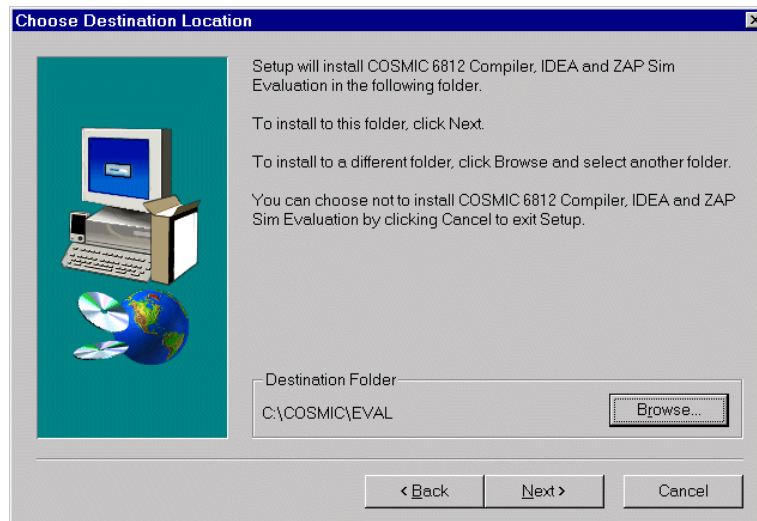 Choose Destination Location
Setup will install COSMIC 6812 Compiler, IDEA and ZAP Sim
Evaluation in the following folder.
To install to this folder, click Next.
To install to a different folder, click Browse and select another folder.
You can choose not to install COSMIC 6812 Compiler, IDEA and ZAP
Sim Evaluation by clicking Cancel to exit Setup.
Destination Folder
C:\COSMIC\EVAL
Browse...
< Back
Next >
Cancel